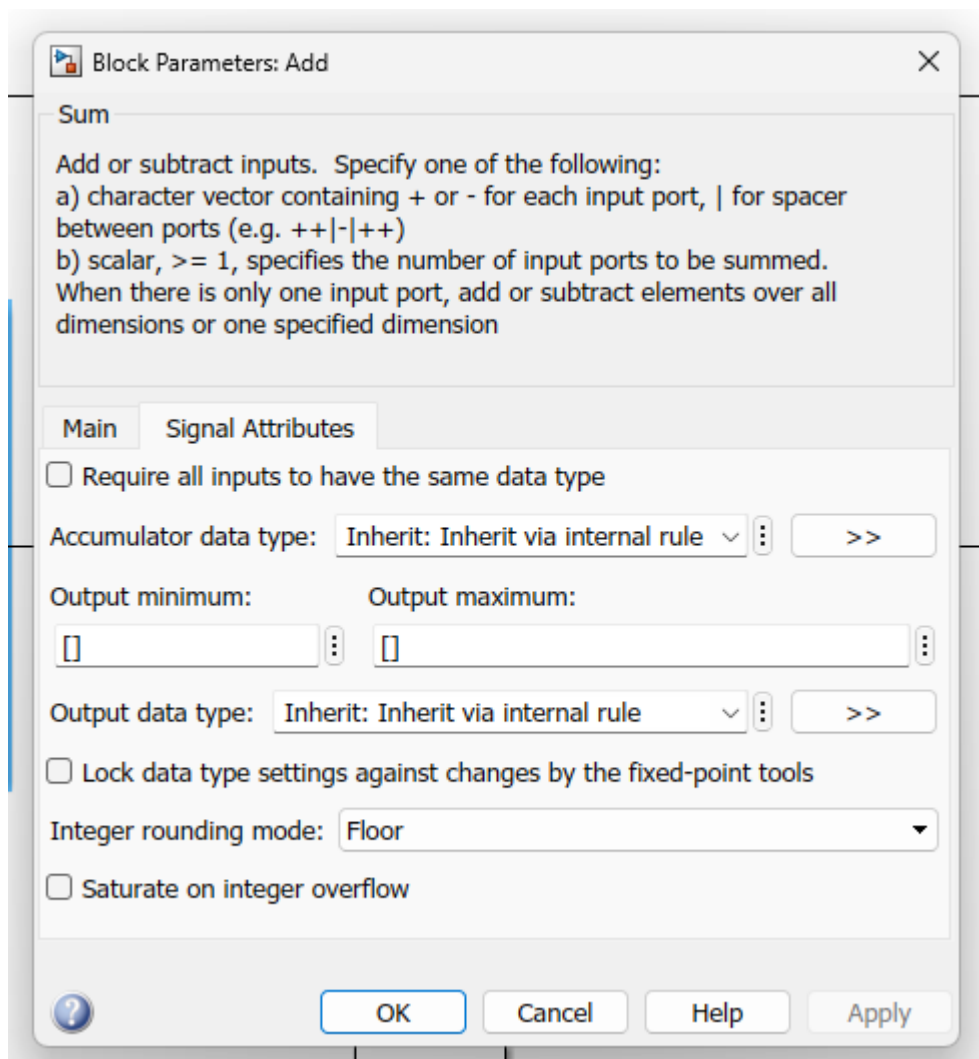 Block Parameters: Add
Sum
Add or subtract inputs.  Specify one of the following:
a) character vector containing + or - for each input port, | for spacer
between ports (e.g. ++|-|++)
b) scalar, >= 1, specifies the number of input ports to be summed.
When there is only one input port, add or subtract elements over all
dimensions or one specified dimension
Main Signal Attributes
Require all inputs to have the same data type
Accumulator data type: Inherit: Inherit via internal rule >>
Output minimum: Output maximum:
[] []
Output data type: Inherit: Inherit via internal rule >>
Lock data type settings against changes by the fixed-point tools
Integer rounding mode: Floor
Saturate on integer overflow
? OK Cancel Help Apply